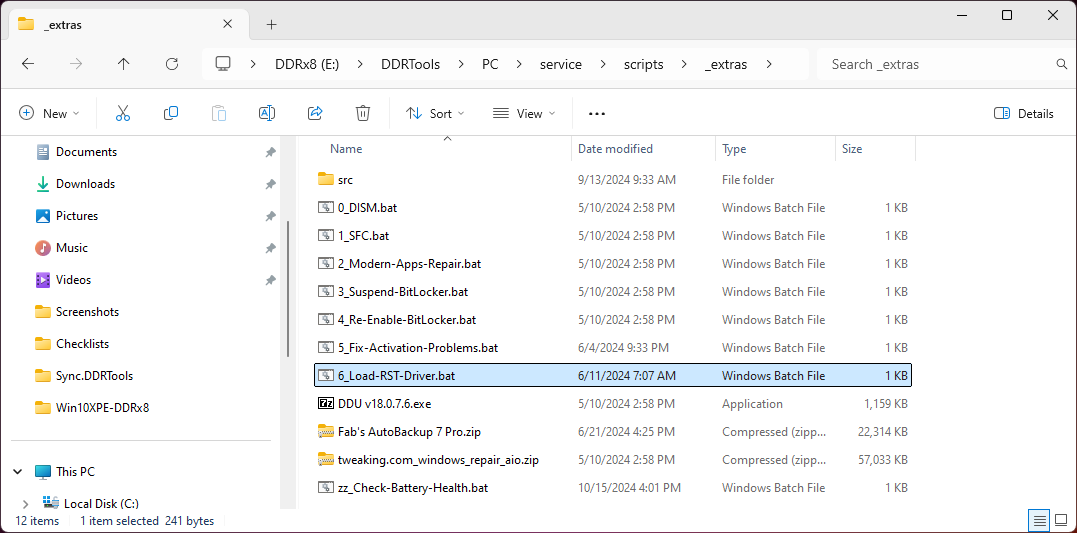 _extras
DDRx8 (E:) DDRTools PC service scripts _extras
Search _extras
New Sort View Details
Documents
Downloads
Pictures
Music
Videos
Screenshots
Checklists
Sync.DDRTools
Win10XPE-DDRx8
This PC
Local Disk (C:)
Name Date modified Type Size
src 9/13/2024 9:33 AM File folder
0_DISM.bat 5/10/2024 2:58 PM Windows Batch File 1 KB
1_SFC.bat 5/10/2024 2:58 PM Windows Batch File 1 KB
2_Modern-Apps-Repair.bat 5/10/2024 2:58 PM Windows Batch File 1 KB
3_Suspend-BitLocker.bat 5/10/2024 2:58 PM Windows Batch File 1 KB
4_Re-Enable-BitLocker.bat 5/10/2024 2:58 PM Windows Batch File 1 KB
5_Fix-Activation-Problems.bat 6/4/2024 9:33 PM Windows Batch File 1 KB
6_Load-RST-Driver.bat 6/11/2024 7:07 AM Windows Batch File 1 KB
DDU v18.0.7.6.exe 5/10/2024 2:58 PM Application 1,159 KB
Fab's AutoBackup 7 Pro.zip 6/21/2024 4:25 PM Compressed (zipp... 22,314 KB
tweaking.com_windows_repair_aio.zip 5/10/2024 2:58 PM Compressed (zipp... 57,033 KB
zz_Check-Battery-Health.bat 10/15/2024 4:01 PM Windows Batch File 1 KB
12 items 1 item selected 241 bytes